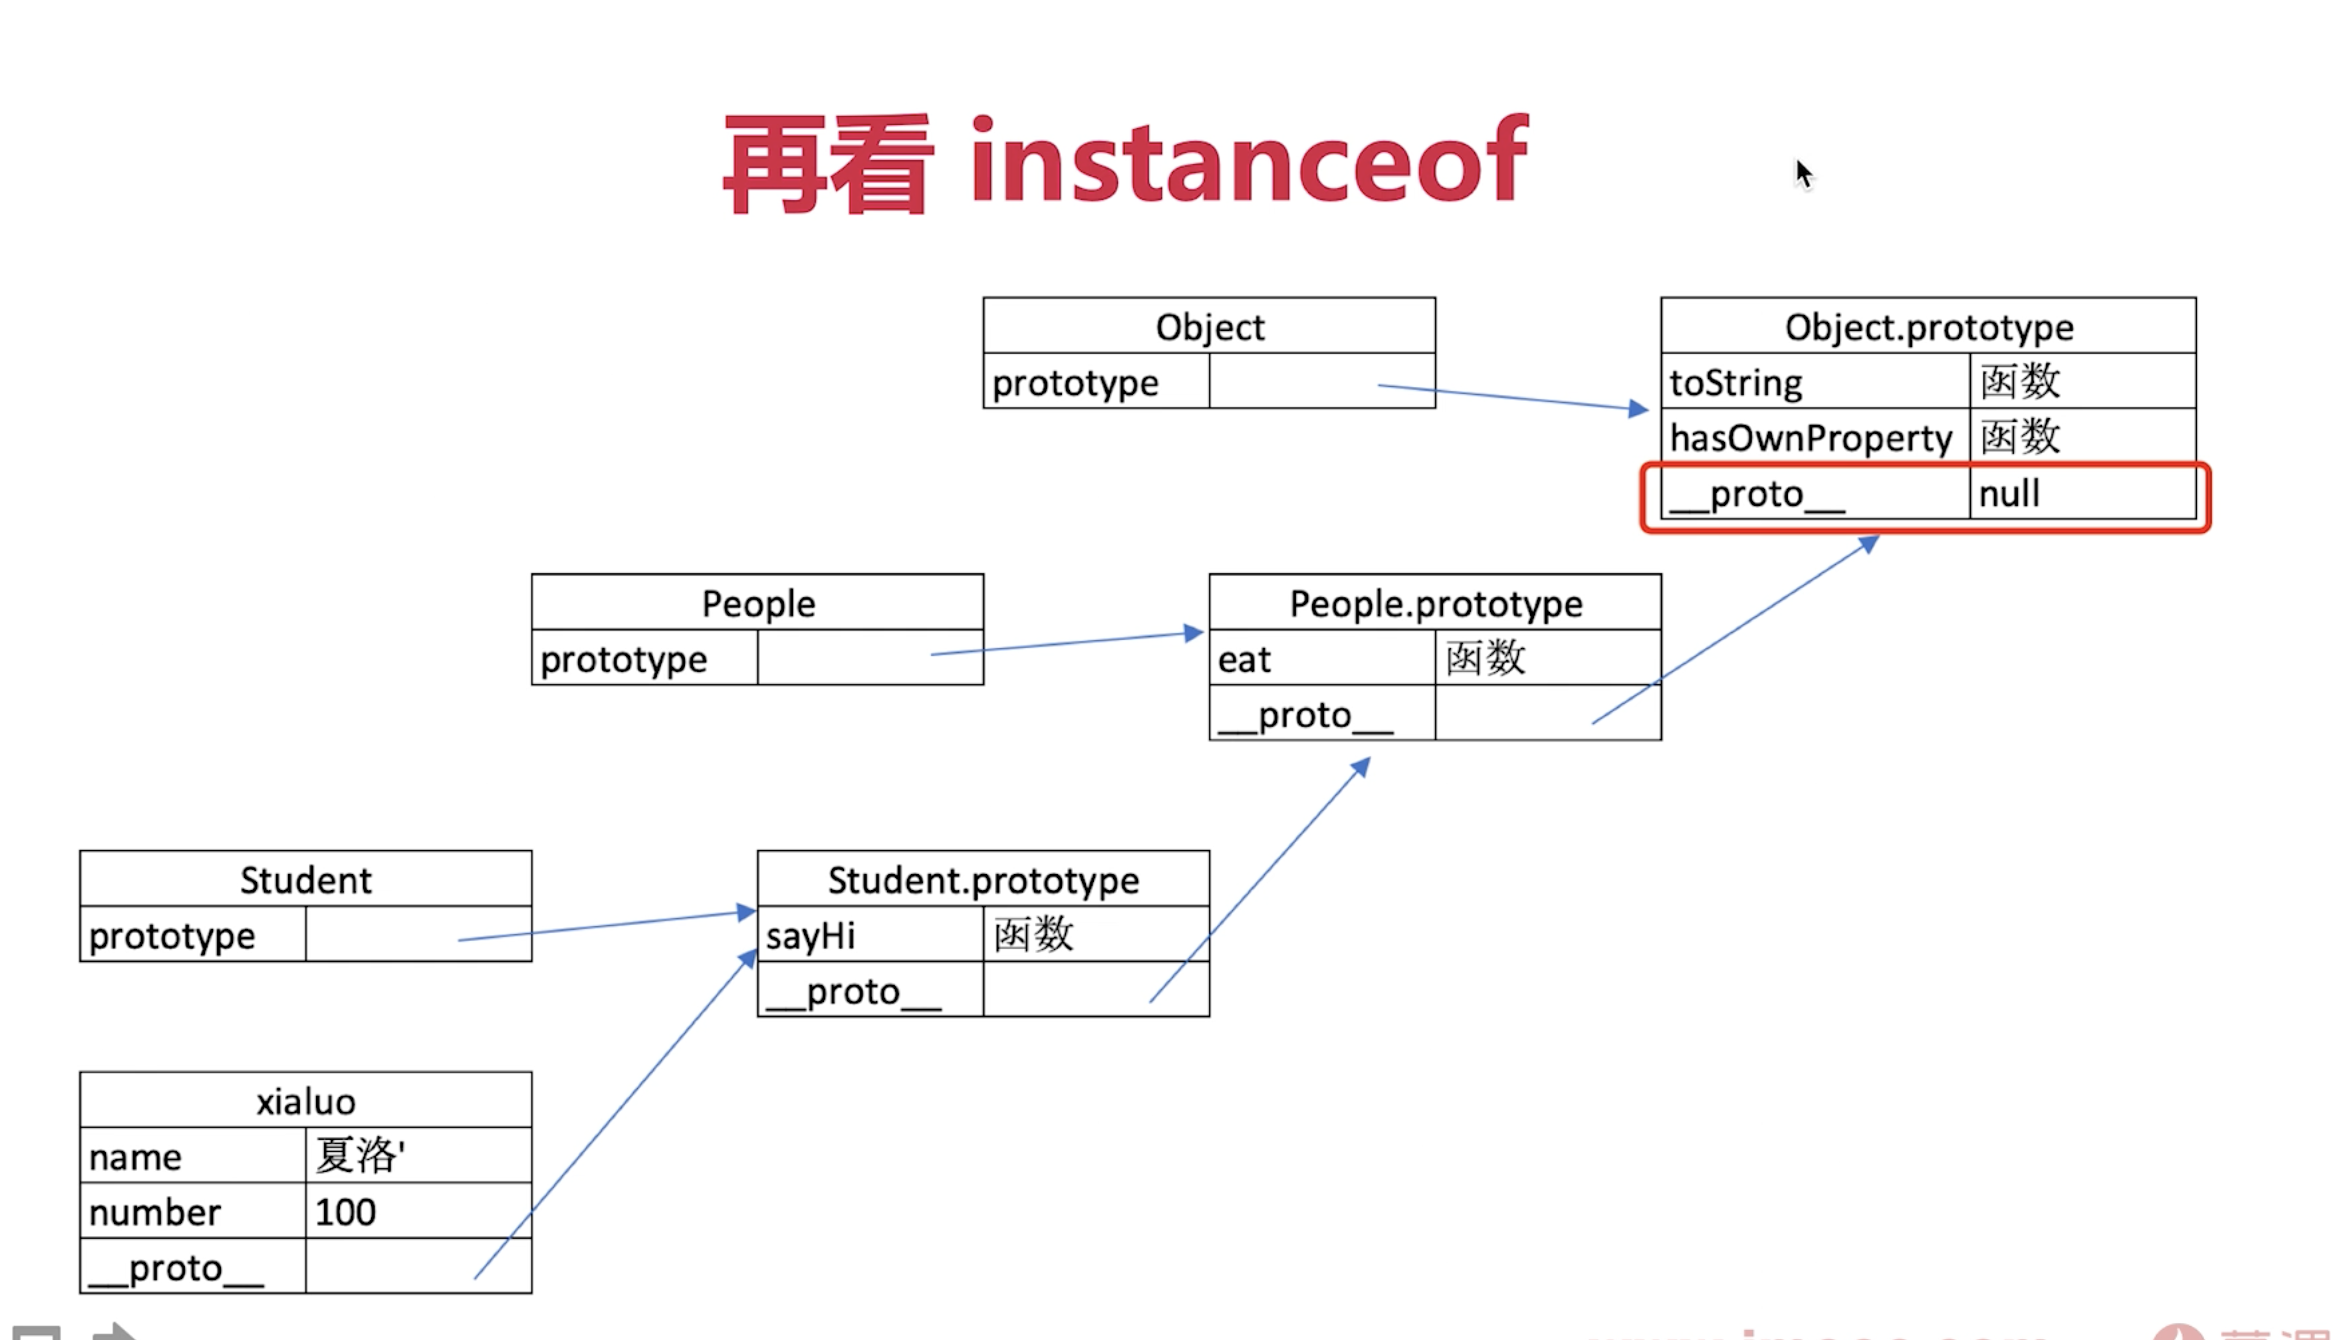 再看 instanceof
Object
prototype
Object.prototype
toString 函数
hasOwnProperty 函数
__proto__ null
People
prototype
People.prototype
eat 函数
__proto__
Student
prototype
Student.prototype
sayHi 函数
__proto__
xialuo
name 夏洛'
number 100
__proto__